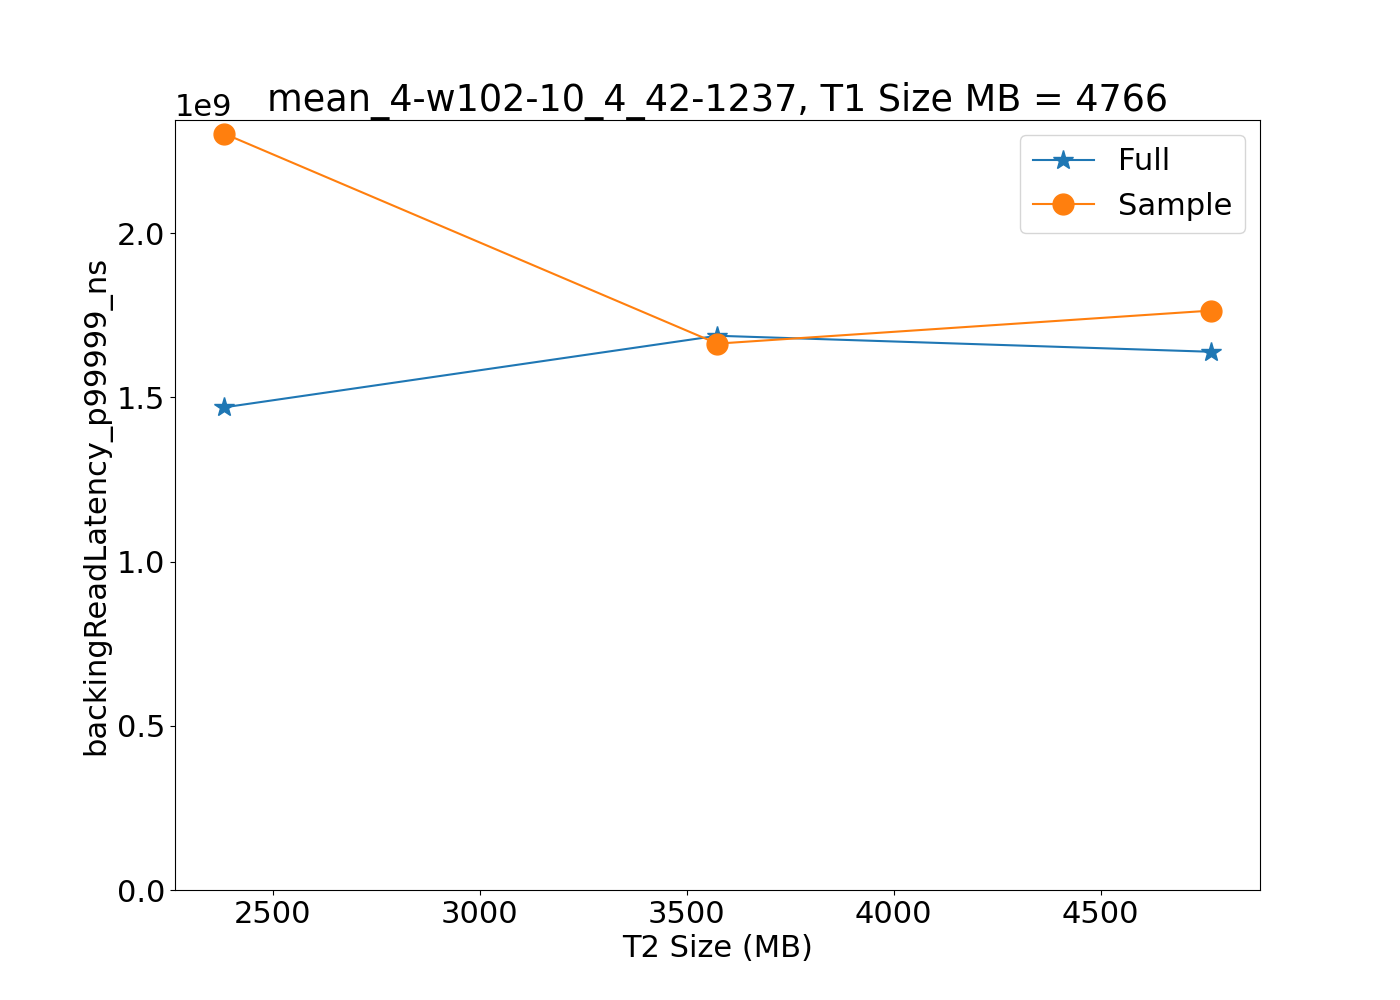 1e9
mean_4-w102-10_4_42-1237, T1 Size MB = 4766
Full
Sample
backingReadLatency_p99999_ns
2.0
1.5
1.0
0.5
0.0
2500 3000 3500 4000 4500
T2 Size (MB)